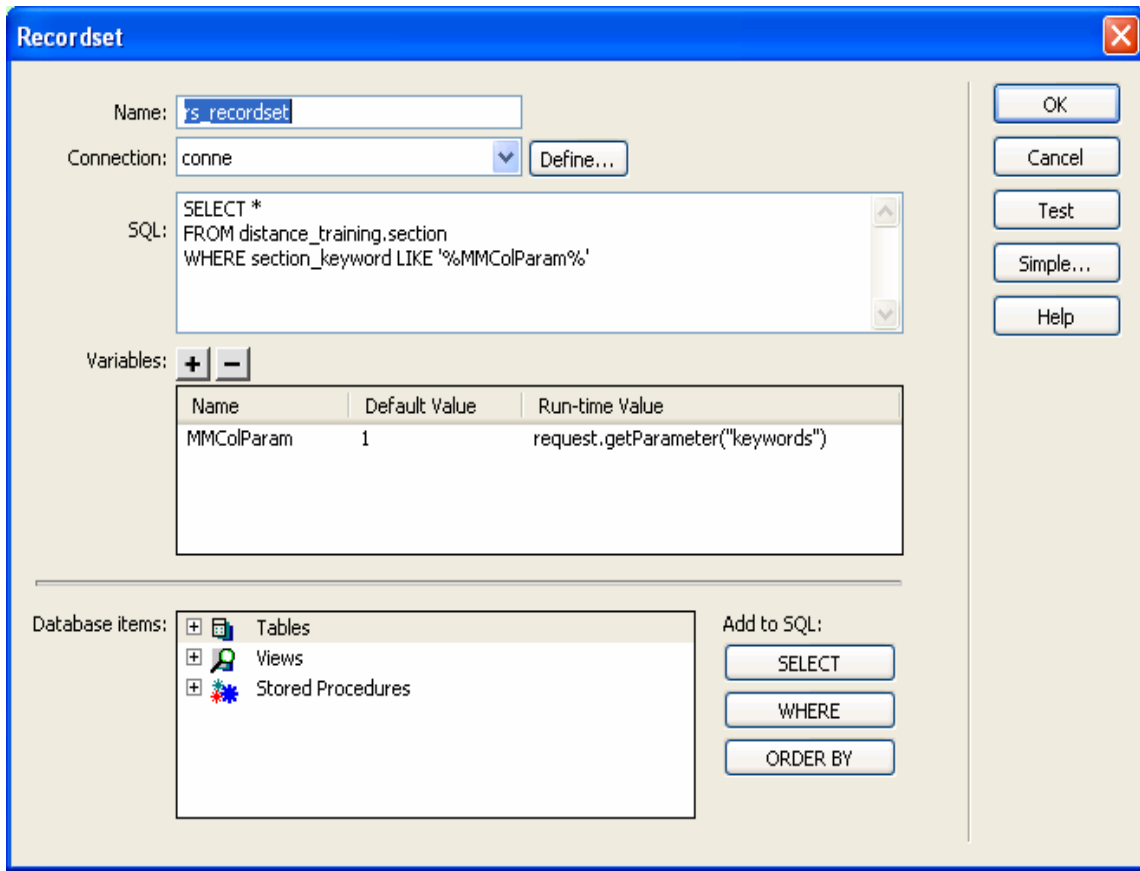 Recordset
Name: rs_recordset
OK
Connection: conne
Define...
Cancel
SQL:
SELECT *
FROM distance_training.section
WHERE section_keyword LIKE '%MMColParam%'
Test
Simple...
Help
Variables: + −
Name Default Value Run-time Value
MMColParam 1 request.getParameter("keywords")
Database items:
Tables
Views
Stored Procedures
Add to SQL:
SELECT
WHERE
ORDER BY